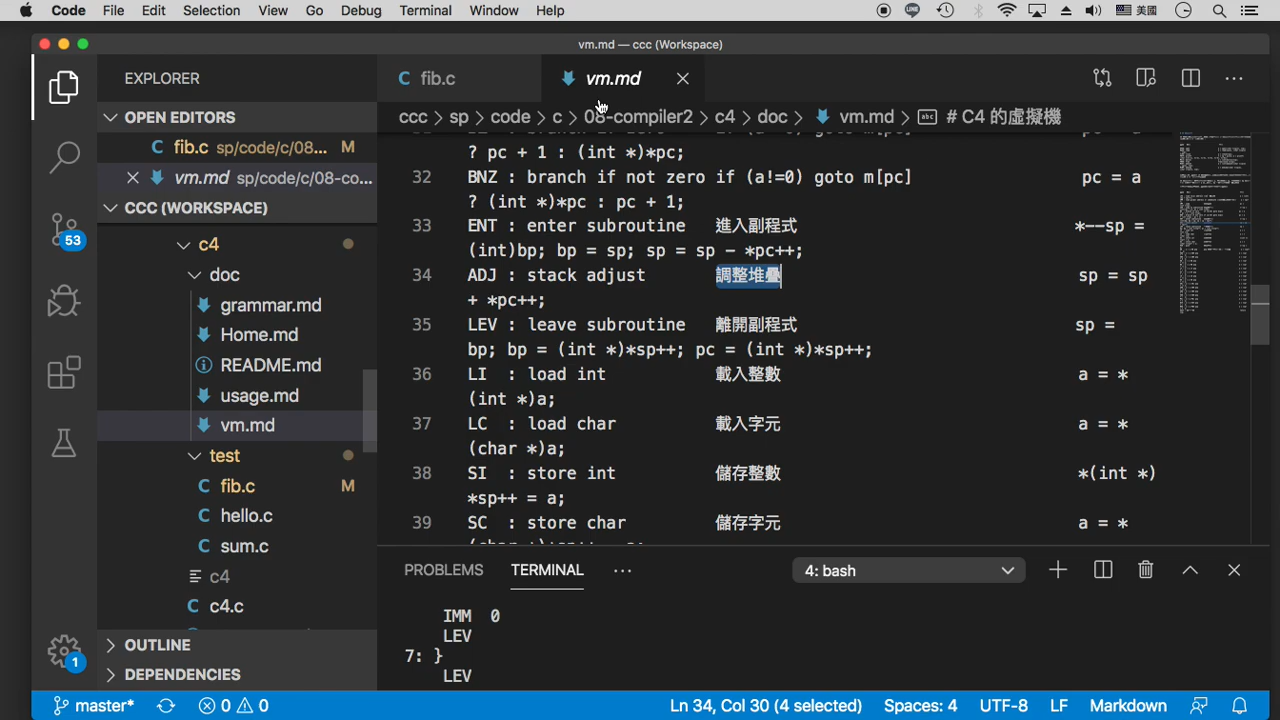 Code File Edit Selection View Go Debug Terminal Window Help 美國
vm.md — ccc (Workspace)
EXPLORER
fib.c
vm.md
OPEN EDITORS
ccc > sp > code > c > 08-compiler2 > c4 > doc > vm.md > # C4 的虛擬機
fib.c sp/code/c/08... M
vm.md sp/code/c/08-co...
CCC (WORKSPACE)
c4
doc
grammar.md
Home.md
README.md
usage.md
vm.md
test
fib.c M
hello.c
sum.c
c4
c4.c
OUTLINE
DEPENDENCIES
53
1
? pc + 1 : (int *)*pc;
32 BNZ : branch if not zero if (a!=0) goto m[pc] pc = a
? (int *)*pc : pc + 1;
33 ENT : enter subroutine 進入副程式 *--sp =
(int)bp; bp = sp; sp = sp - *pc++;
34 ADJ : stack adjust 調整堆疊 sp = sp
+ *pc++;
35 LEV : leave subroutine 離開副程式 sp =
bp; bp = (int *)*sp++; pc = (int *)*sp++;
36 LI : load int 載入整數 a = *
(int *)a;
37 LC : load char 載入字元 a = *
(char *)a;
38 SI : store int 儲存整數 *(int *)
*sp++ = a;
39 SC : store char 儲存字元 a = *
PROBLEMS TERMINAL ... 4: bash
IMM 0
LEV
7: }
LEV
master* 0 0 Ln 34, Col 30 (4 selected) Spaces: 4 UTF-8 LF Markdown